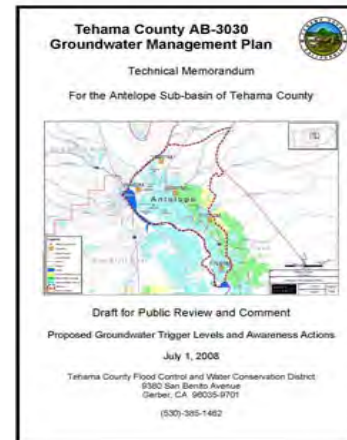 Tehama County AB-3030
Groundwater Management Plan
Technical Memorandum
For the Antelope Sub-basin of Tehama County
Antelope
Draft for Public Review and Comment
Proposed Groundwater Trigger Levels and Awareness Actions
July 1, 2008
Tehama County Flood Control and Water Conservation District
9380 San Benito Avenue
Gerber, CA 96035-9701
(530)-385-1462